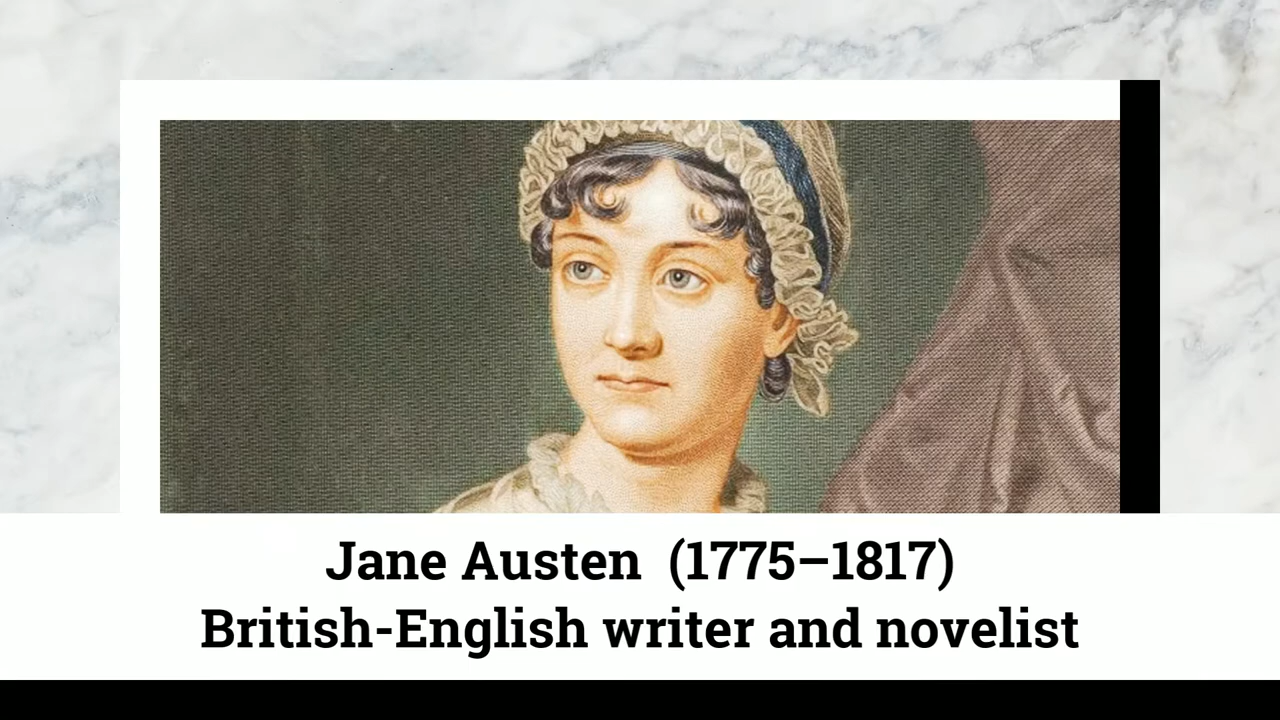 Jane Austen  (1775–1817)
British-English writer and novelist